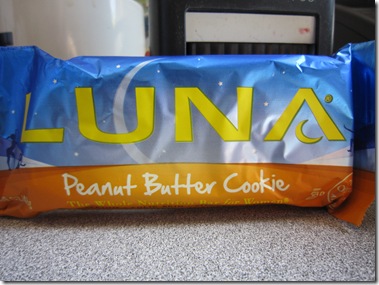 LUNA
Peanut Butter Cookie
The Whole Nutrition Bar for Women